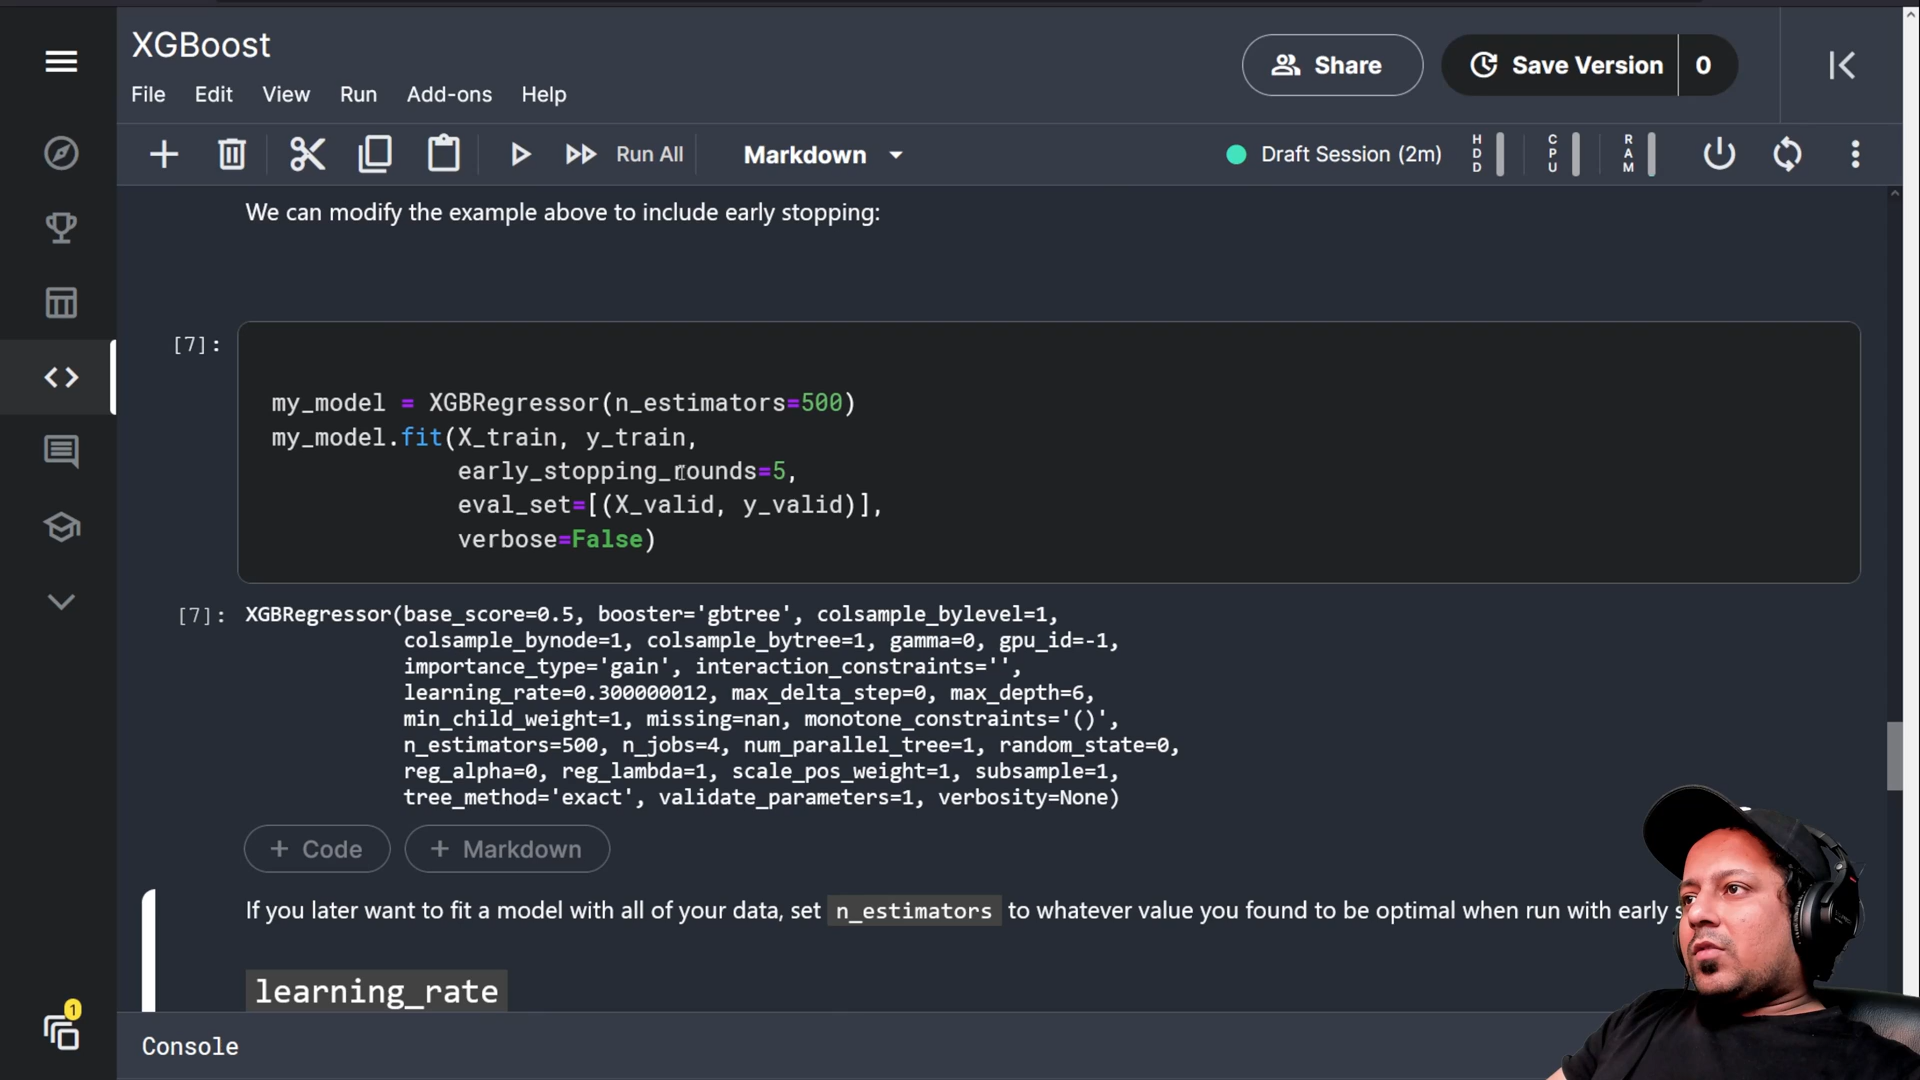 XGBoost
Share
Save Version 0
File Edit View Run Add-ons Help
Run All
Markdown
Draft Session (2m)
HDD
CPU
RAM
We can modify the example above to include early stopping:
[7]:
my_model = XGBRegressor(n_estimators=500)
my_model.fit(X_train, y_train,
early_stopping_rounds=5,
eval_set=[(X_valid, y_valid)],
verbose=False)
[7]:
XGBRegressor(base_score=0.5, booster='gbtree', colsample_bylevel=1,
colsample_bynode=1, colsample_bytree=1, gamma=0, gpu_id=-1,
importance_type='gain', interaction_constraints='',
learning_rate=0.300000012, max_delta_step=0, max_depth=6,
min_child_weight=1, missing=nan, monotone_constraints='()',
n_estimators=500, n_jobs=4, num_parallel_tree=1, random_state=0,
reg_alpha=0, reg_lambda=1, scale_pos_weight=1, subsample=1,
tree_method='exact', validate_parameters=1, verbosity=None)
+ Code
+ Markdown
If you later want to fit a model with all of your data, set n_estimators to whatever value you found to be optimal when run with early
learning_rate
1
Console